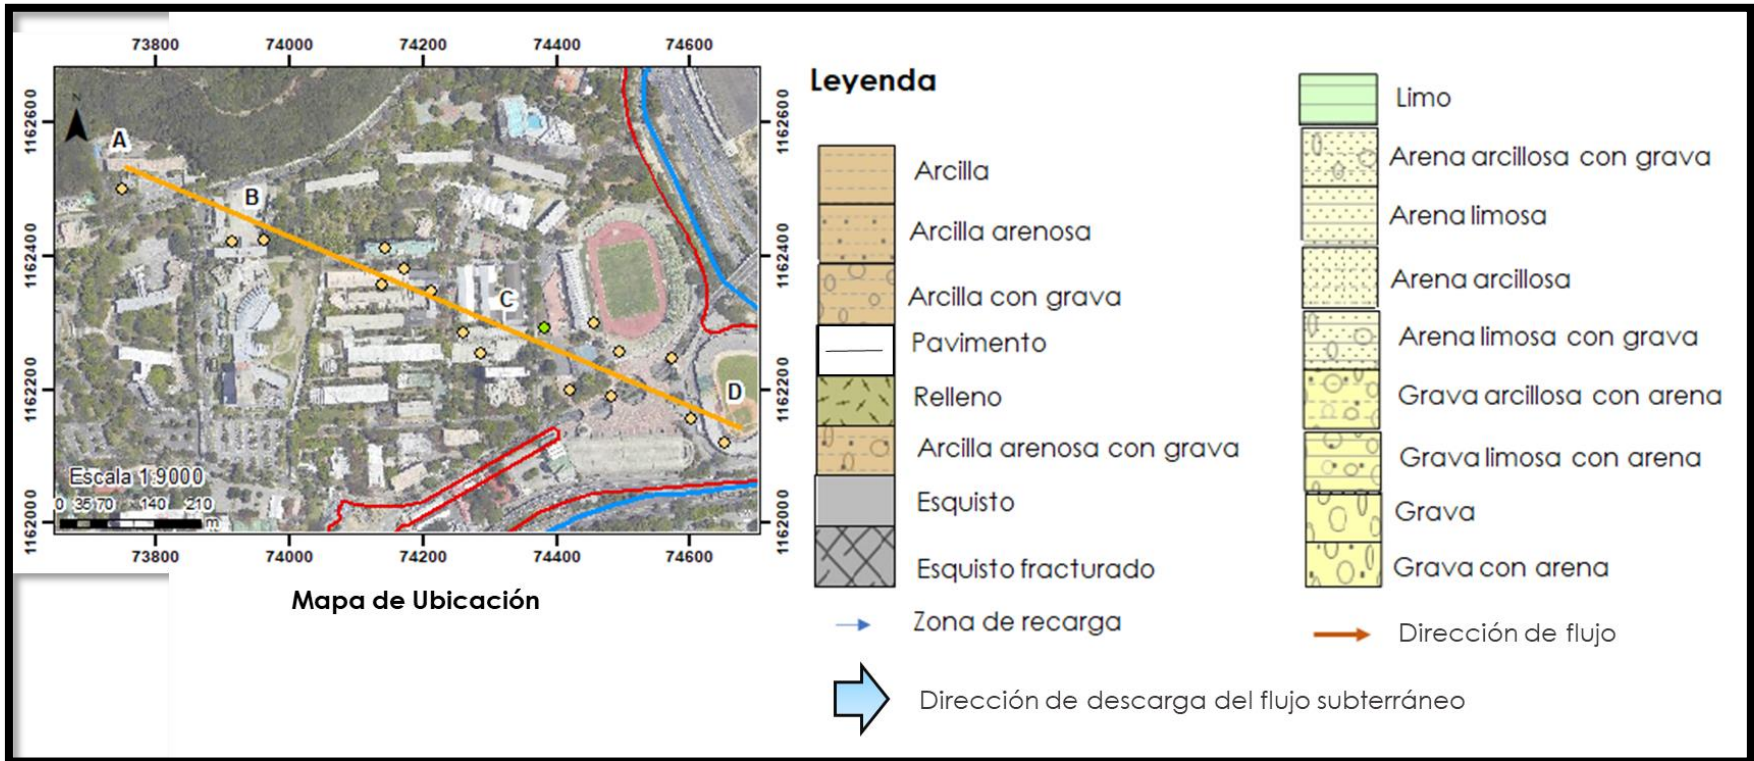 73800 74000 74200 74400 74600
1162600 1162600
1162400 1162400
1162200 1162200
1162000 1162000
N
A
B
C
D
Escala 1:9000
0 35 70 140 210
m
73800 74000 74200 74400 74600
Mapa de Ubicación
Leyenda
Arcilla
Arcilla arenosa
Arcilla con grava
Pavimento
Relleno
Arcilla arenosa con grava
Esquisto
Esquisto fracturado
Zona de recarga
Dirección de descarga del flujo subterráneo
Limo
Arena arcillosa con grava
Arena limosa
Arena arcillosa
Arena limosa con grava
Grava arcillosa con arena
Grava limosa con arena
Grava
Grava con arena
Dirección de flujo